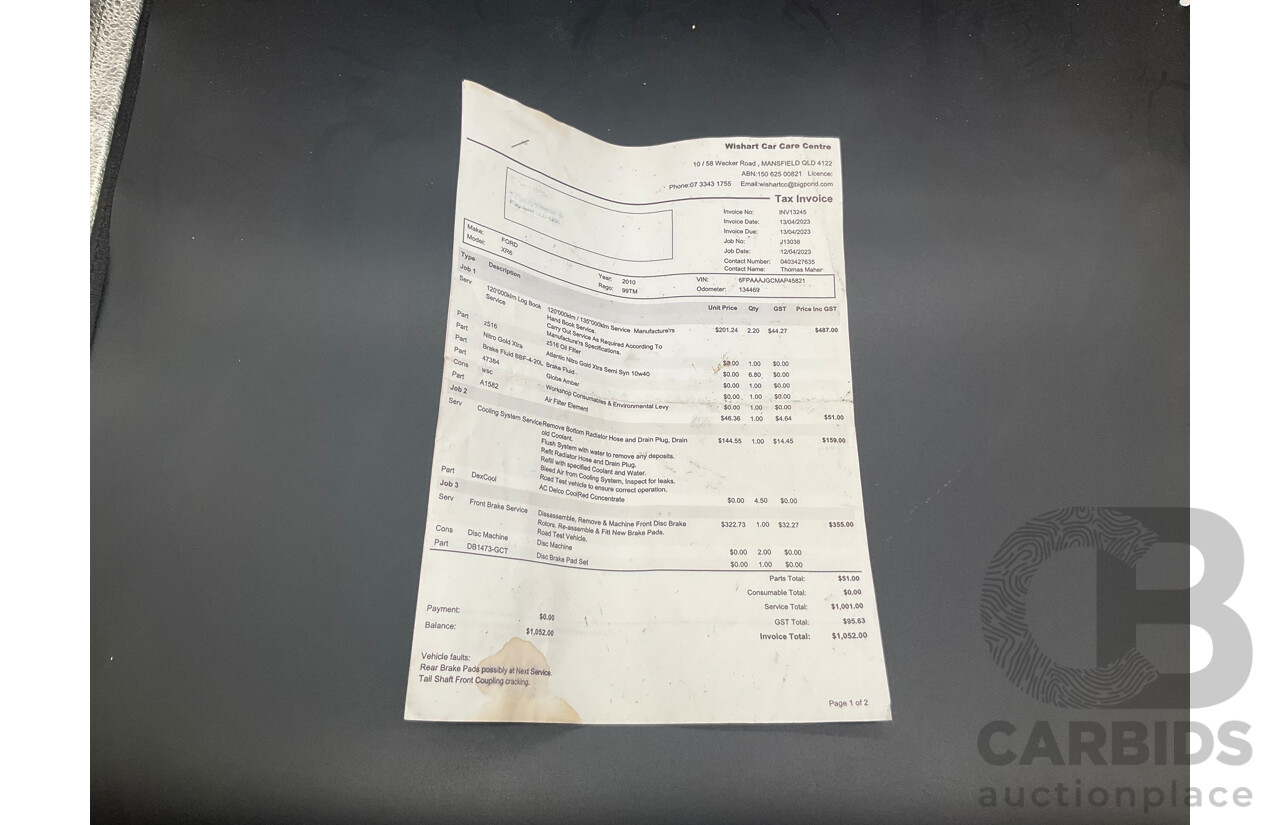 Wishart Car Care Centre
10 / 58 Wecker Road , MANSFIELD QLD 4122
ABN:150 625 00821 Licence:
Phone:07 3343 1755 Email:wishartcc@bigpond.com
Tax Invoice
Invoice No: INV13245
Invoice Date: 13/04/2023
Invoice Due: 13/04/2023
Job No: J13038
Job Date: 12/04/2023
Contact Number: 0403427635
Contact Name: Thomas Maher
Make: FORD Year: 2010 VIN: 6FPAAAJGCMAP45821
Model: XR6 Rego: 99TM Odometer: 134469
Type Description Unit Price Qty GST Price Inc GST
Job 1
Serv 120'000klm Log Book Service 120'000klm / 135'000klm Service Manufacture'rs $201.24 2.20 $44.27 $487.00
Hand Book Service.
Carry Out Service As Required According To
Manufacture'rs Specifications.
Part z516 z516 Oil Filter $0.00 1.00 $0.00
Part Nitro Gold Xtra Atlantic Nitro Gold Xtra Semi Syn 10w40 $0.00 6.80 $0.00
Part Brake Fluid BBF-4-20L Brake Fluid $0.00 1.00 $0.00
Part 47384 Globe Amber $0.00 1.00 $0.00
Cons wsc Workshop Consumables & Environmental Levy $0.00 1.00 $0.00
Part A1582 Air Filter Element $46.36 1.00 $4.64 $51.00
Job 2
Serv Cooling System Service Remove Bottom Radiator Hose and Drain Plug, Drain $144.55 1.00 $14.45 $159.00
old Coolant.
Flush System with water to remove any deposits.
Refit Radiator Hose and Drain Plug.
Refill with specified Coolant and Water.
Bleed Air from Cooling System, Inspect for leaks.
Road Test vehicle to ensure correct operation.
Part DexCool AC Delco CoolRed Concentrate $0.00 4.50 $0.00
Job 3
Serv Front Brake Service Dissassemble, Remove & Machine Front Disc Brake $322.73 1.00 $32.27 $355.00
Rotors. Re-assemble & Fitt New Brake Pads.
Road Test Vehicle.
Cons Disc Machine Disc Machine $0.00 2.00 $0.00
Part DB1473-GCT Disc Brake Pad Set $0.00 1.00 $0.00
Parts Total: $51.00
Consumable Total: $0.00
Service Total: $1,001.00
GST Total: $95.63
Invoice Total: $1,052.00
Payment: $0.00
Balance: $1,052.00
Vehicle faults:
Rear Brake Pads possibly at Next Service.
Tail Shaft Front Coupling cracking.
Page 1 of 2
CB
CARBIDS
auctionplace